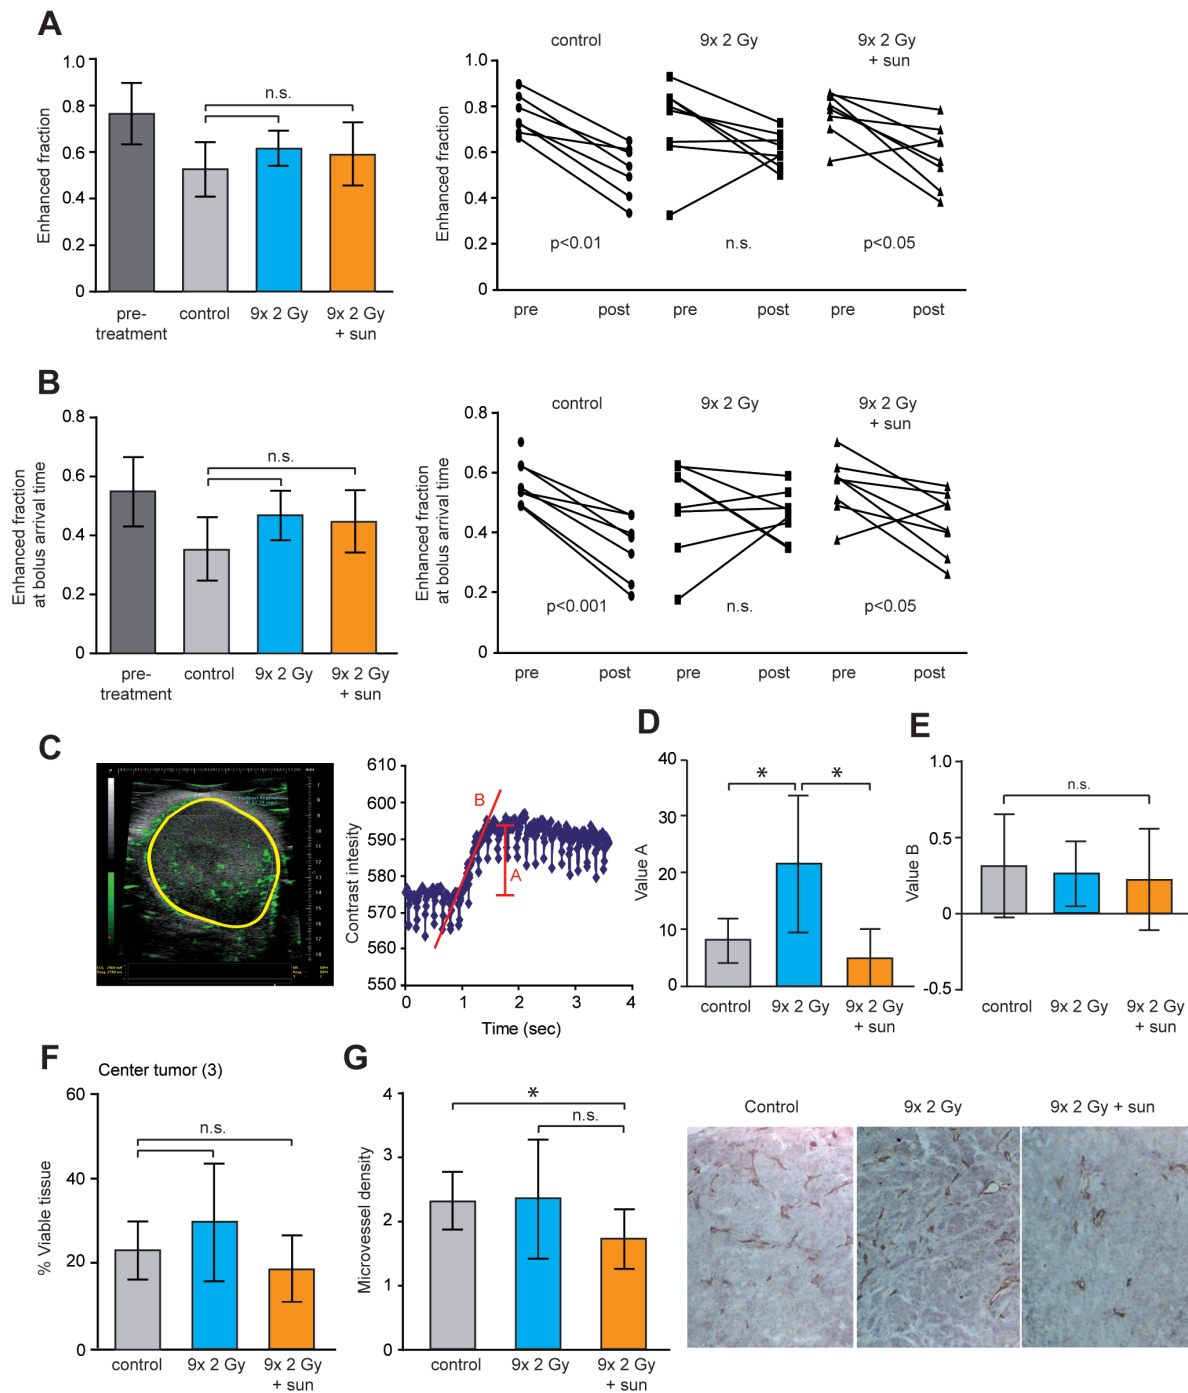 A
Enhanced fraction
1.0
0.8
0.6
0.4
0.2
0
n.s.
pre-
treatment
control
9x 2 Gy
9x 2 Gy
+ sun
Enhanced fraction
1.0
0.8
0.6
0.4
0.2
0
control
9x 2 Gy
9x 2 Gy
+ sun
p<0.01
n.s.
p<0.05
pre
post
pre
post
pre
post
B
Enhanced fraction
at bolus arrival time
0.8
0.6
0.4
0.2
0
n.s.
pre-
treatment
control
9x 2 Gy
9x 2 Gy
+ sun
Enhanced fraction
at bolus arrival time
0.8
0.6
0.4
0.2
0
control
9x 2 Gy
9x 2 Gy
+ sun
p<0.001
n.s.
p<0.05
pre
post
pre
post
pre
post
C
Contrast intesity
610
600
590
580
570
560
550
B
A
0
1
2
3
4
Time (sec)
D
Value A
40
30
20
10
0
*
*
control
9x 2 Gy
9x 2 Gy
+ sun
E
Value B
1.0
0.5
0
-0.5
n.s.
control
9x 2 Gy
9x 2 Gy
+ sun
F
Center tumor (3)
% Viable tissue
60
40
20
0
n.s.
control
9x 2 Gy
9x 2 Gy
+ sun
G
Microvessel density
4
3
2
1
0
*
n.s.
control
9x 2 Gy
9x 2 Gy
+ sun
Control
9x 2 Gy
9x 2 Gy + sun